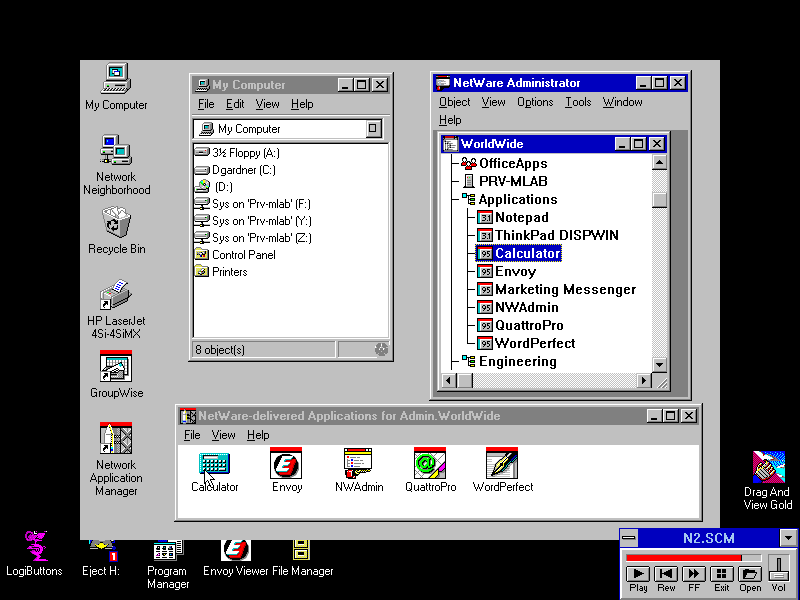 My Computer
Network
Neighborhood
Recycle Bin
HP LaserJet
4Si-4SiMX
GroupWise
Network
Application
Manager
My Computer
File Edit View Help
My Computer
3½ Floppy (A:)
Dgardner (C:)
(D:)
Sys on 'Prv-mlab' (F:)
Sys on 'Prv-mlab' (Y:)
Sys on 'Prv-mlab' (Z:)
Control Panel
Printers
8 object(s)
NetWare Administrator
Object View Options Tools Window
Help
WorldWide
OfficeApps
PRV-MLAB
Applications
3.1 Notepad
3.1 ThinkPad DISPWIN
95 Calculator
95 Envoy
95 Marketing Messenger
95 NWAdmin
95 QuattroPro
95 WordPerfect
Engineering
NetWare-delivered Applications for Admin.WorldWide
File View Help
Calculator Envoy NWAdmin QuattroPro WordPerfect
Drag And
View Gold
LogiButtons
Eject H:
Program
Manager
Envoy Viewer
File Manager
N2.SCM
Play Rew FF Exit Open Vol